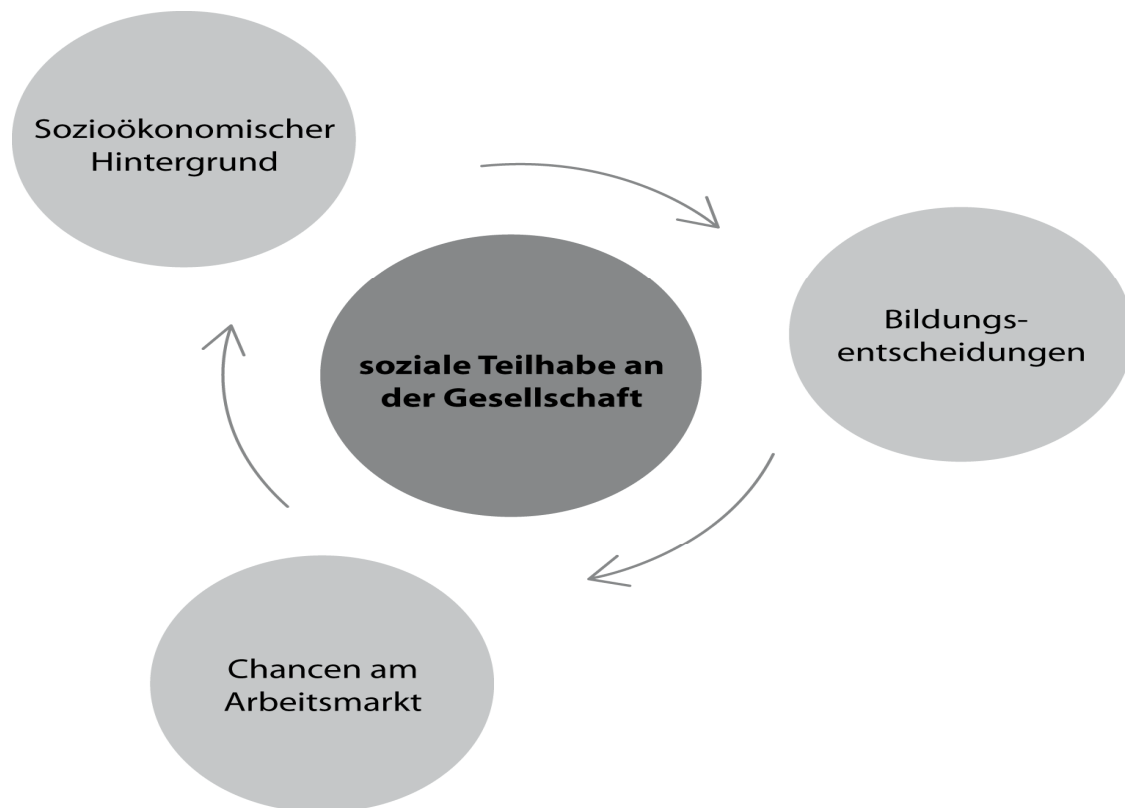 Sozioökonomischer
Hintergrund
Bildungs-
entscheidungen
soziale Teilhabe an
der Gesellschaft
Chancen am
Arbeitsmarkt